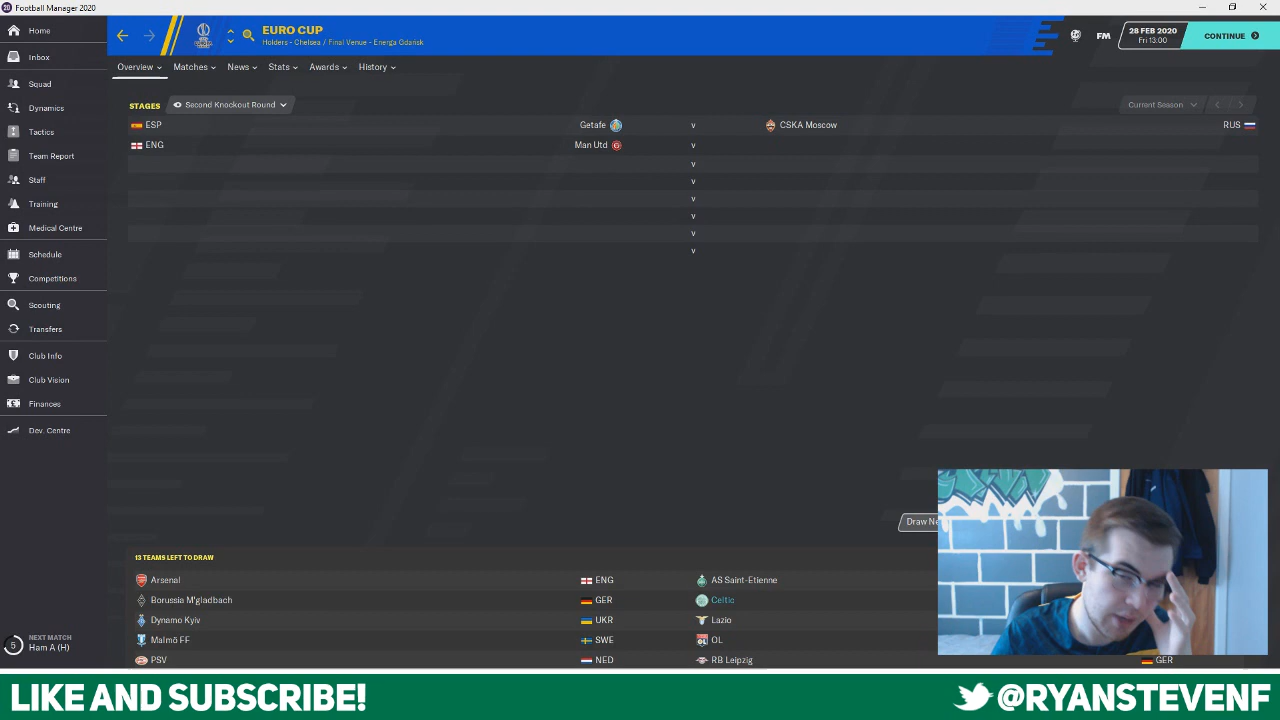 Football Manager 2020
Home
Inbox
Squad
Dynamics
Tactics
Team Report
Staff
Training
Medical Centre
Schedule
Competitions
Scouting
Transfers
Club Info
Club Vision
Finances
Dev. Centre
5
NEXT MATCH
Ham A (H)
EURO CUP
Holders - Chelsea / Final Venue - Energa Gdańsk
FM
28 FEB 2020
Fri 13:00
CONTINUE
Overview Matches News Stats Awards History
STAGES Second Knockout Round Current Season
ESP Getafe v CSKA Moscow RUS
ENG Man Utd v
v
v
v
v
v
v
Draw Ne
13 TEAMS LEFT TO DRAW
Arsenal ENG AS Saint-Etienne
Borussia M'gladbach GER Celtic
Dynamo Kyiv UKR Lazio
Malmö FF SWE OL
PSV NED RB Leipzig GER
LIKE AND SUBSCRIBE! @RYANSTEVENF